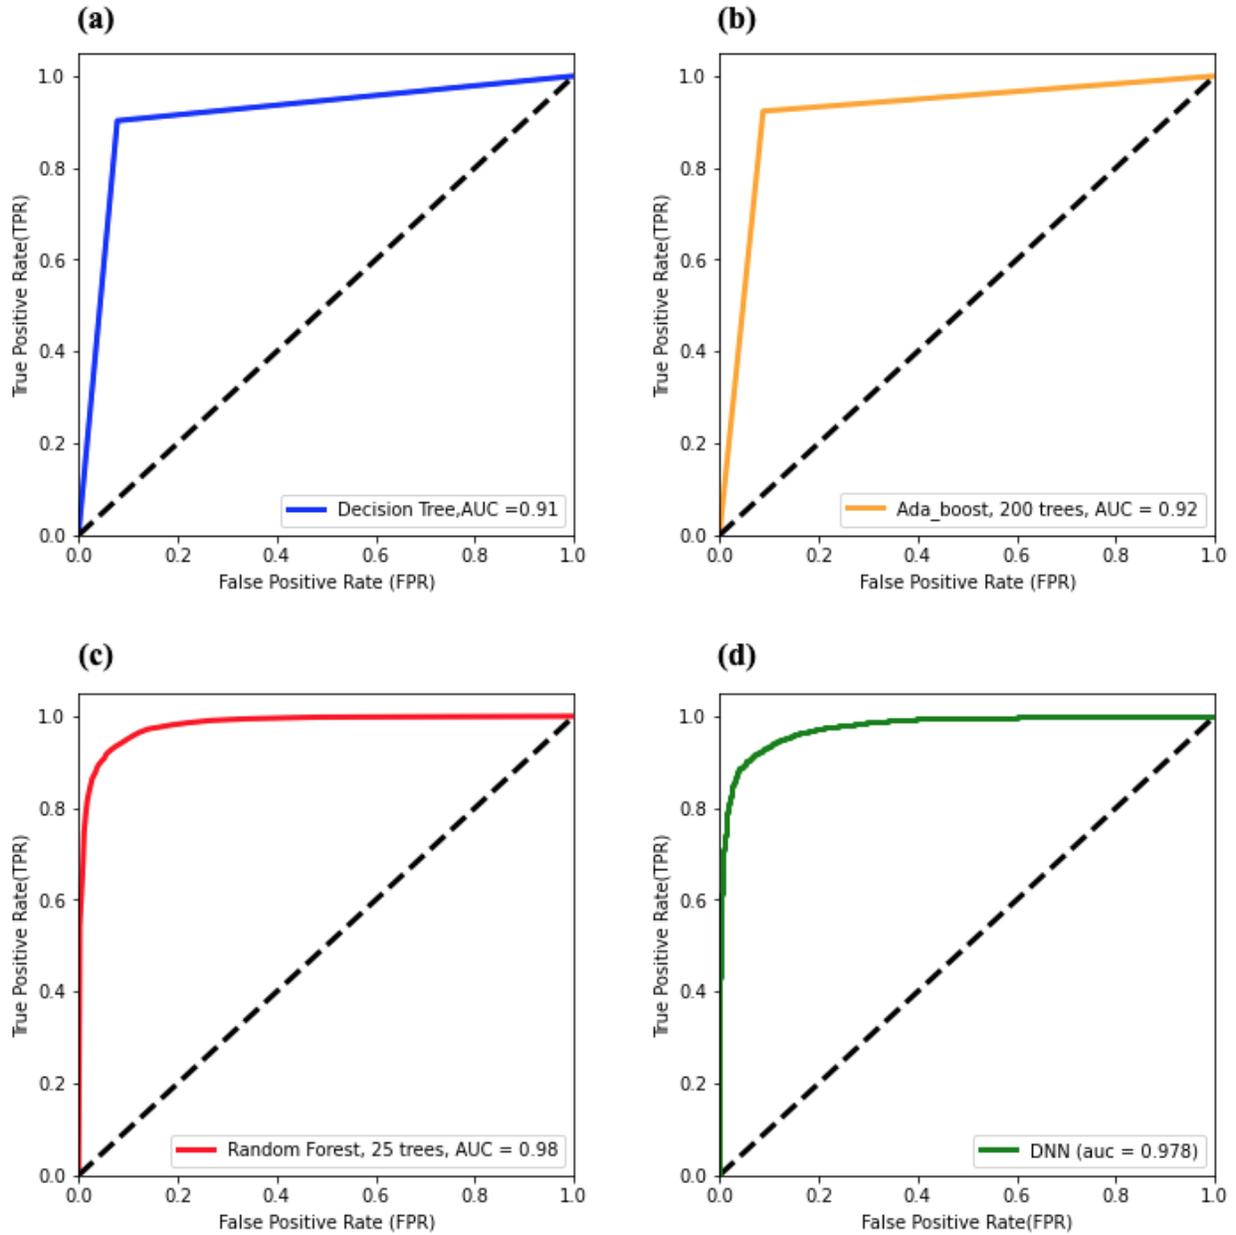 (a)
1.0
0.8
0.6
0.4
0.2
0.0
True Positive Rate(TPR)
Decision Tree,AUC =0.91
0.0 0.2 0.4 0.6 0.8 1.0
False Positive Rate (FPR)
(b)
1.0
0.8
0.6
0.4
0.2
0.0
True Positive Rate(TPR)
Ada_boost, 200 trees, AUC = 0.92
0.0 0.2 0.4 0.6 0.8 1.0
False Positive Rate (FPR)
(c)
1.0
0.8
0.6
0.4
0.2
0.0
True Positive Rate(TPR)
Random Forest, 25 trees, AUC = 0.98
0.0 0.2 0.4 0.6 0.8 1.0
False Positive Rate (FPR)
(d)
1.0
0.8
0.6
0.4
0.2
0.0
True Positive Rate(TPR)
DNN (auc = 0.978)
0.0 0.2 0.4 0.6 0.8 1.0
False Positive Rate(FPR)